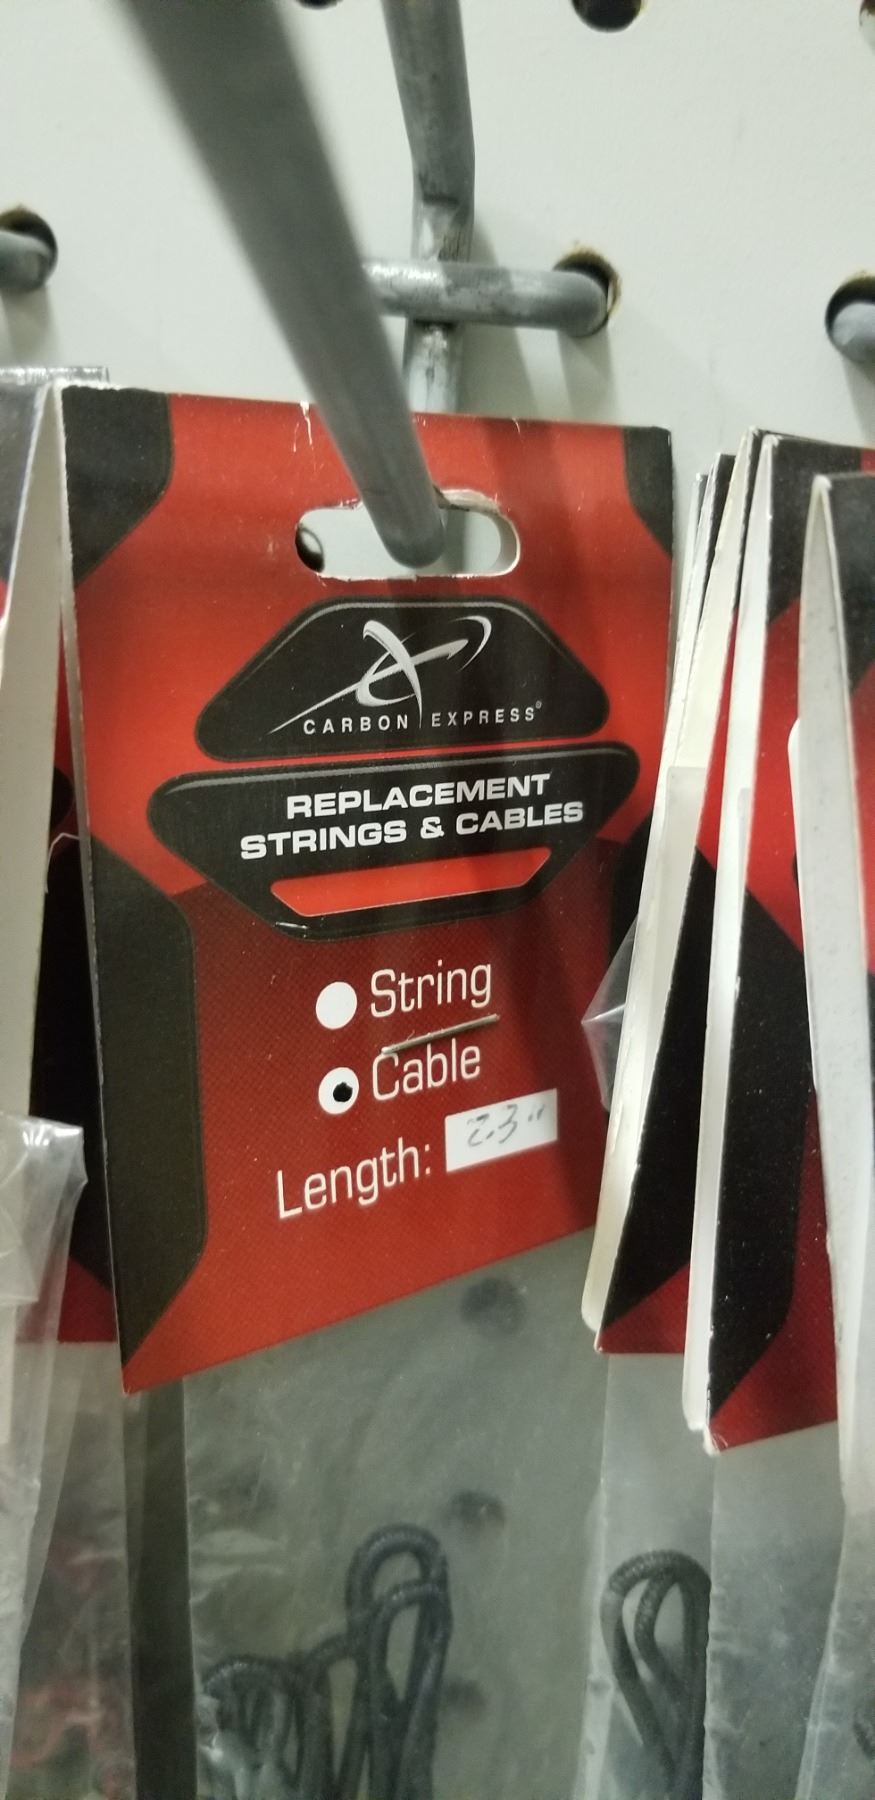 CARBON EXPRESS®
REPLACEMENT
STRINGS & CABLES
String
Cable
Length: 23"